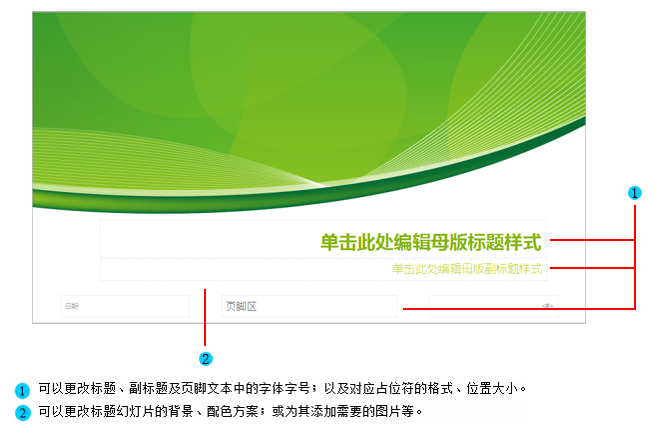 1
单击此处编辑母版标题样式
单击此处编辑母版副标题样式
日期
页脚区
‹#›
2
1 可以更改标题、副标题及页脚文本中的字体字号；以及对应占位符的格式、位置大小。
2 可以更改标题幻灯片的背景、配色方案；或为其添加需要的图片等。